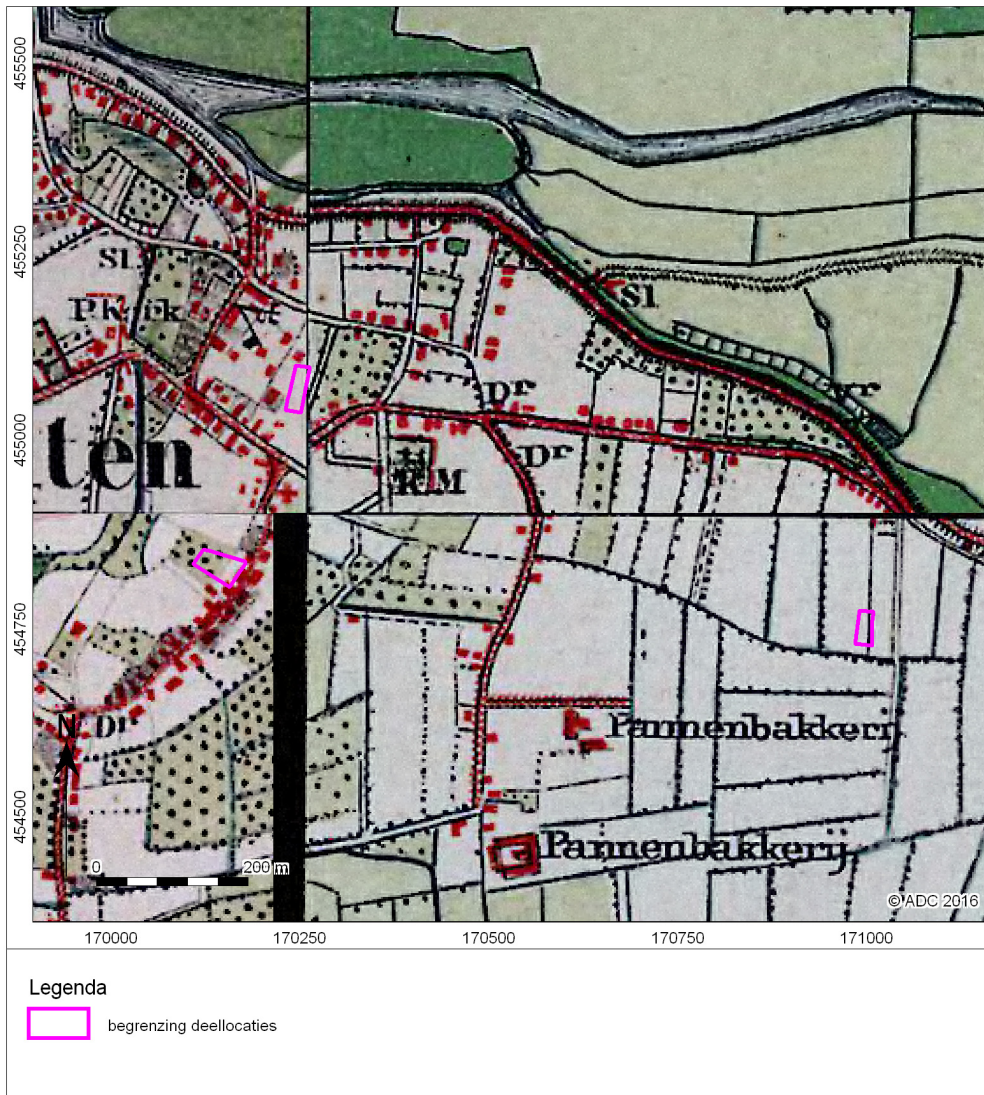 455500
455250
455000
454750
454500
Sl
P.Kerk
Sl
Dr
Dr
ten
R.M
Dr
Pannenbakkerij
Pannenbakkerij
N
0 200 m
© ADC 2016
170000 170250 170500 170750 171000
Legenda
begrenzing deellocaties